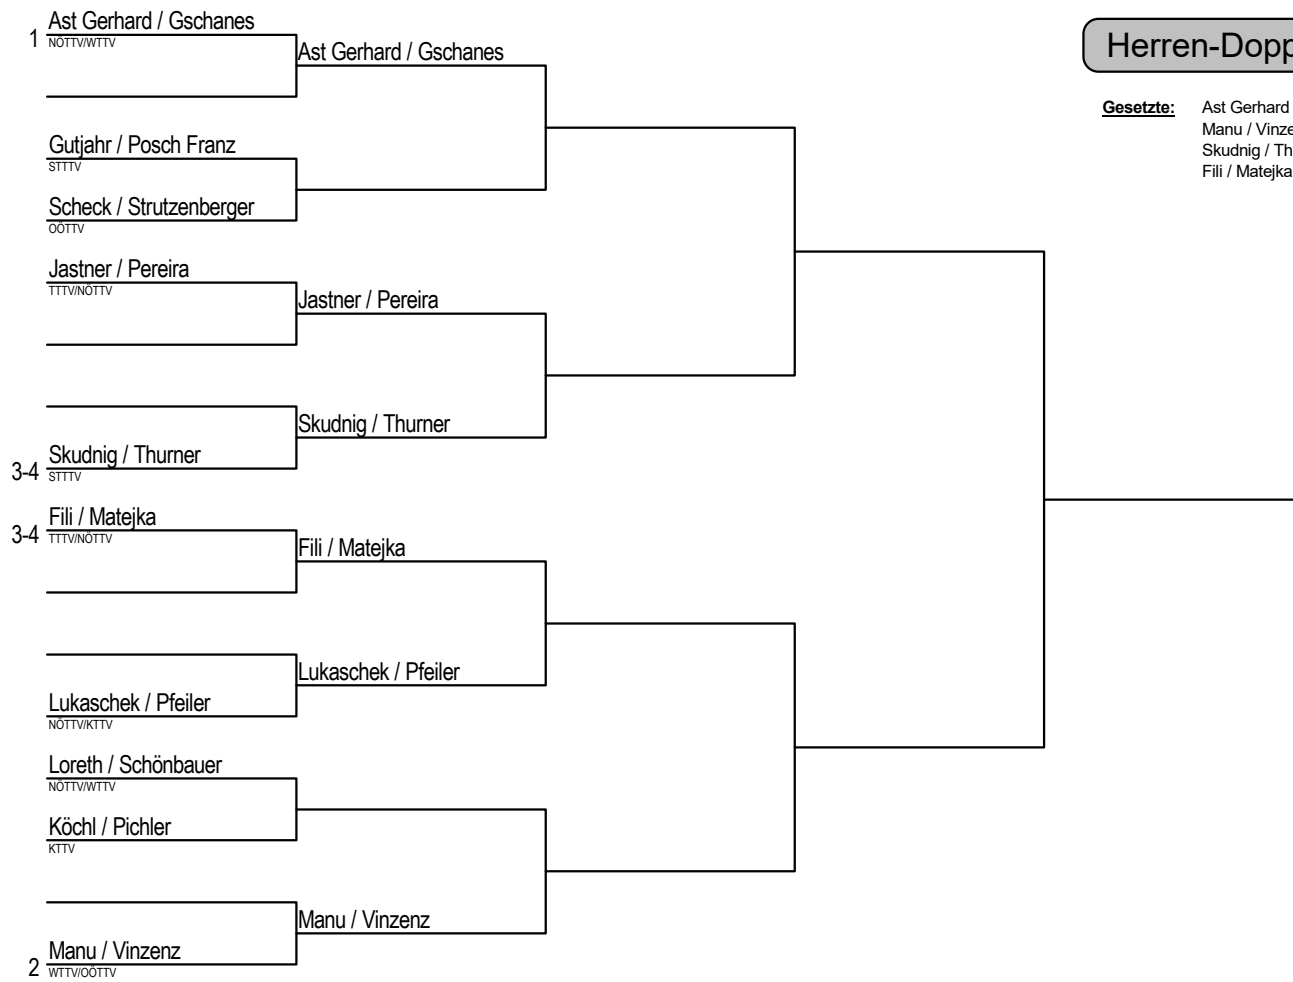 Ast Gerhard / Gschanes
1
NÖTTV/WTTV
Ast Gerhard / Gschanes
Gutjahr / Posch Franz
STTTV
Scheck / Strutzenberger
OÖTTV
Jastner / Pereira
TTTV/NÖTTV
Jastner / Pereira
Skudnig / Thurner
Skudnig / Thurner
3-4
STTTV
Fili / Matejka
3-4
TTTV/NÖTTV
Fili / Matejka
Lukaschek / Pfeiler
Lukaschek / Pfeiler
NÖTTV/KTTV
Loreth / Schönbauer
NÖTTV/WTTV
Köchl / Pichler
KTTV
Manu / Vinzenz
Manu / Vinzenz
2
WTTV/OÖTTV
Herren-Dopp
Gesetzte: Ast Gerhard
Manu / Vinze
Skudnig / Th
Fili / Matejka